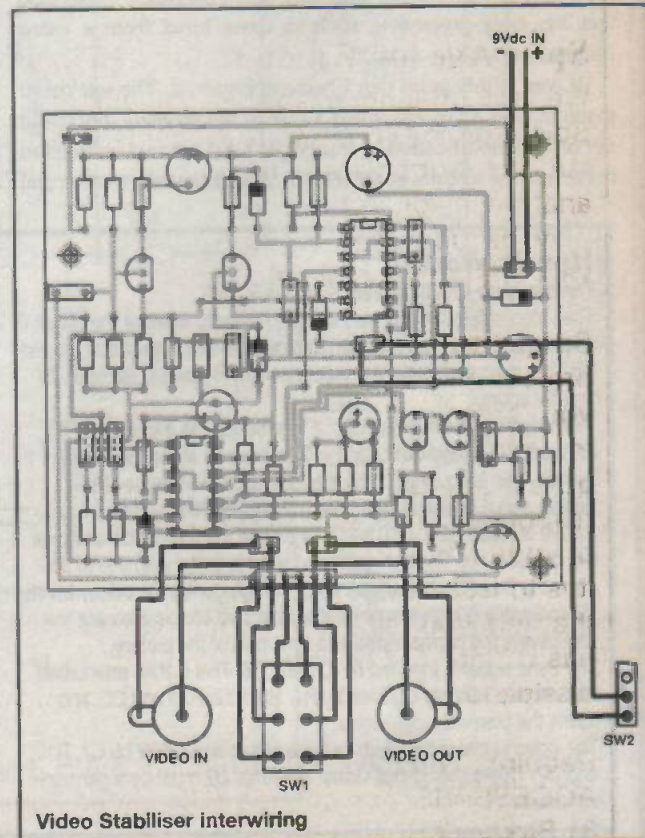 9Vdc IN
- +
VIDEO IN
SW1
VIDEO OUT
SW2
Video Stabiliser interwiring